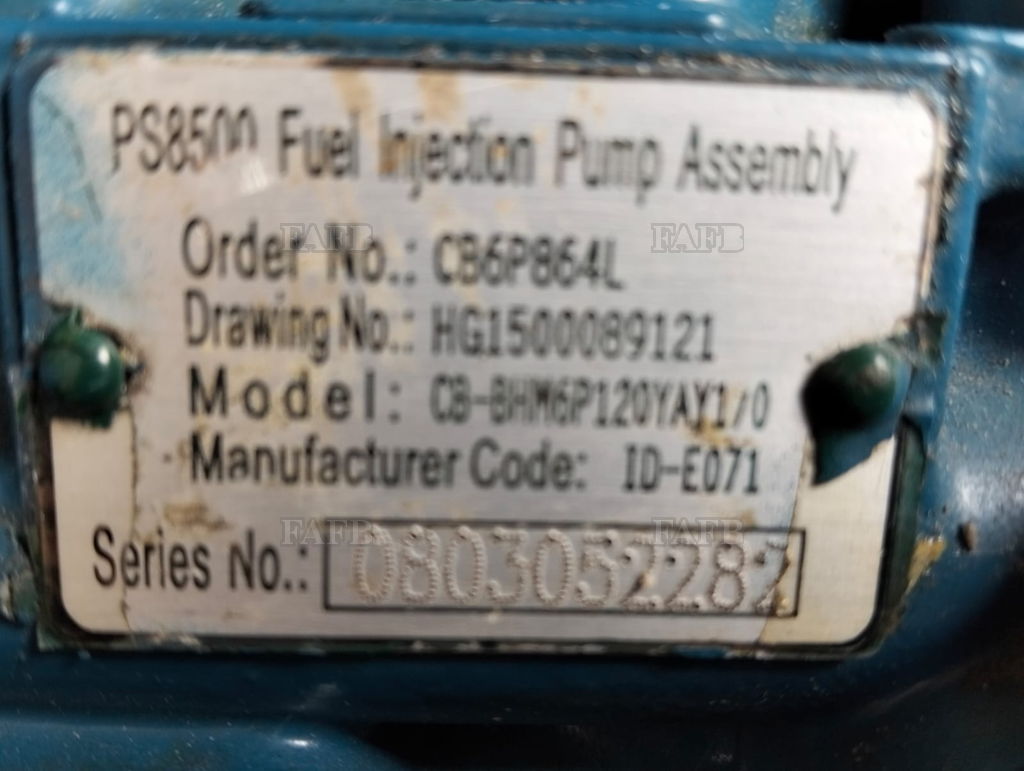 PS8500 Fuel Injection Pump Assembly
Order No.: CB6P864L
Drawing No.: HG1500089121
Model: CB-BHM6P120YAY1/0
Manufacturer Code: ID-E071
Series No.: 0803052282
FAFB FAFB
FAFB FAFB